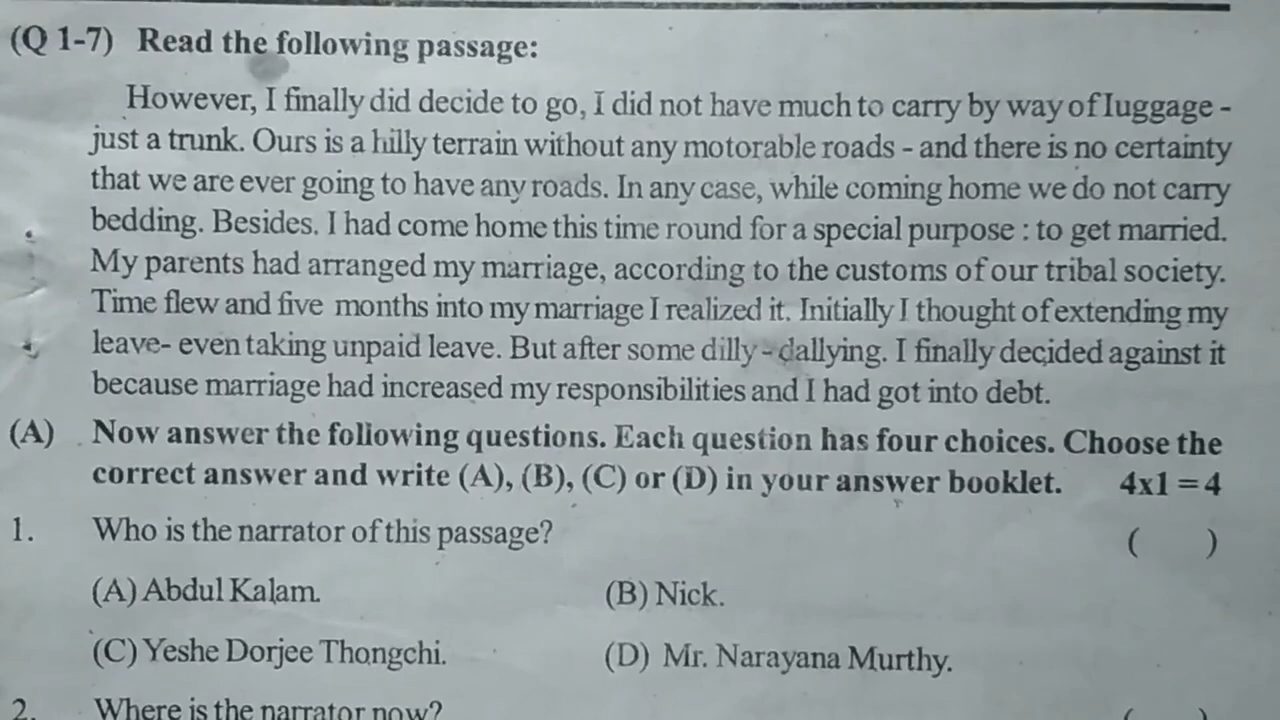 (Q 1-7) Read the following passage:
However, I finally did decide to go, I did not have much to carry by way of luggage -
just a trunk. Ours is a hilly terrain without any motorable roads - and there is no certainty
that we are ever going to have any roads. In any case, while coming home we do not carry
bedding. Besides. I had come home this time round for a special purpose : to get married.
My parents had arranged my marriage, according to the customs of our tribal society.
Time flew and five months into my marriage I realized it. Initially I thought of extending my
leave- even taking unpaid leave. But after some dilly - dallying. I finally decided against it
because marriage had increased my responsibilities and I had got into debt.
(A) Now answer the following questions. Each question has four choices. Choose the
correct answer and write (A), (B), (C) or (D) in your answer booklet. 4x1 = 4
1. Who is the narrator of this passage? ( )
(A) Abdul Kalam. (B) Nick.
(C) Yeshe Dorjee Thongchi. (D) Mr. Narayana Murthy.
2. Where is the narrator now? ( )